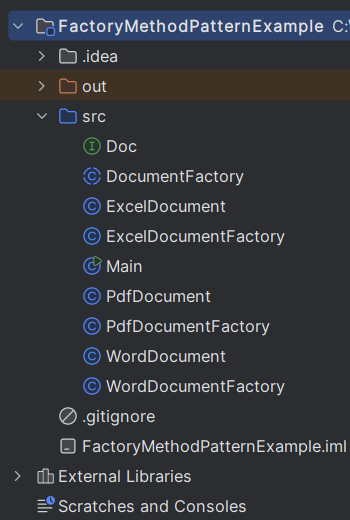 FactoryMethodPatternExample C:\
.idea
out
src
Doc
DocumentFactory
ExcelDocument
ExcelDocumentFactory
Main
PdfDocument
PdfDocumentFactory
WordDocument
WordDocumentFactory
.gitignore
FactoryMethodPatternExample.iml
External Libraries
Scratches and Consoles